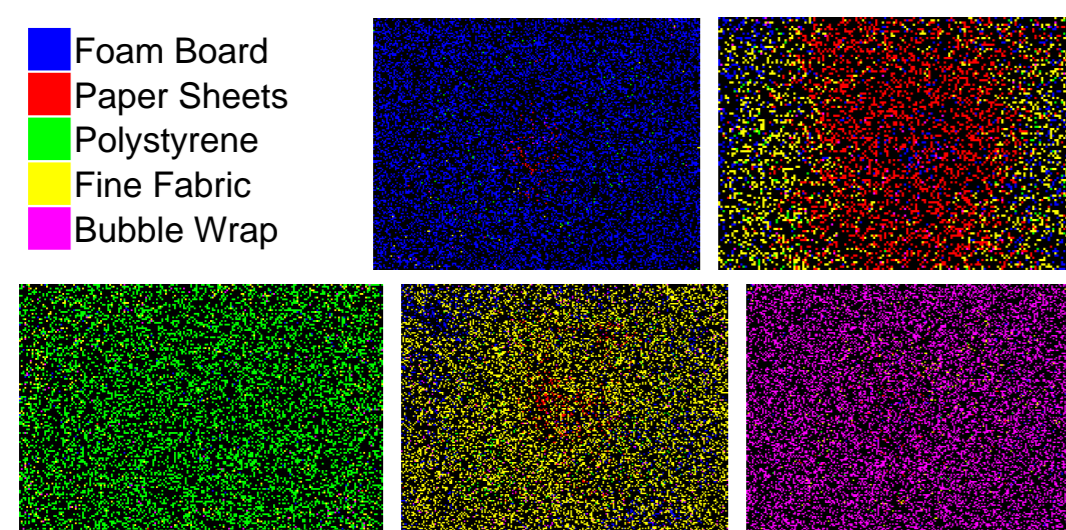 Foam Board
Paper Sheets
Polystyrene
Fine Fabric
Bubble Wrap